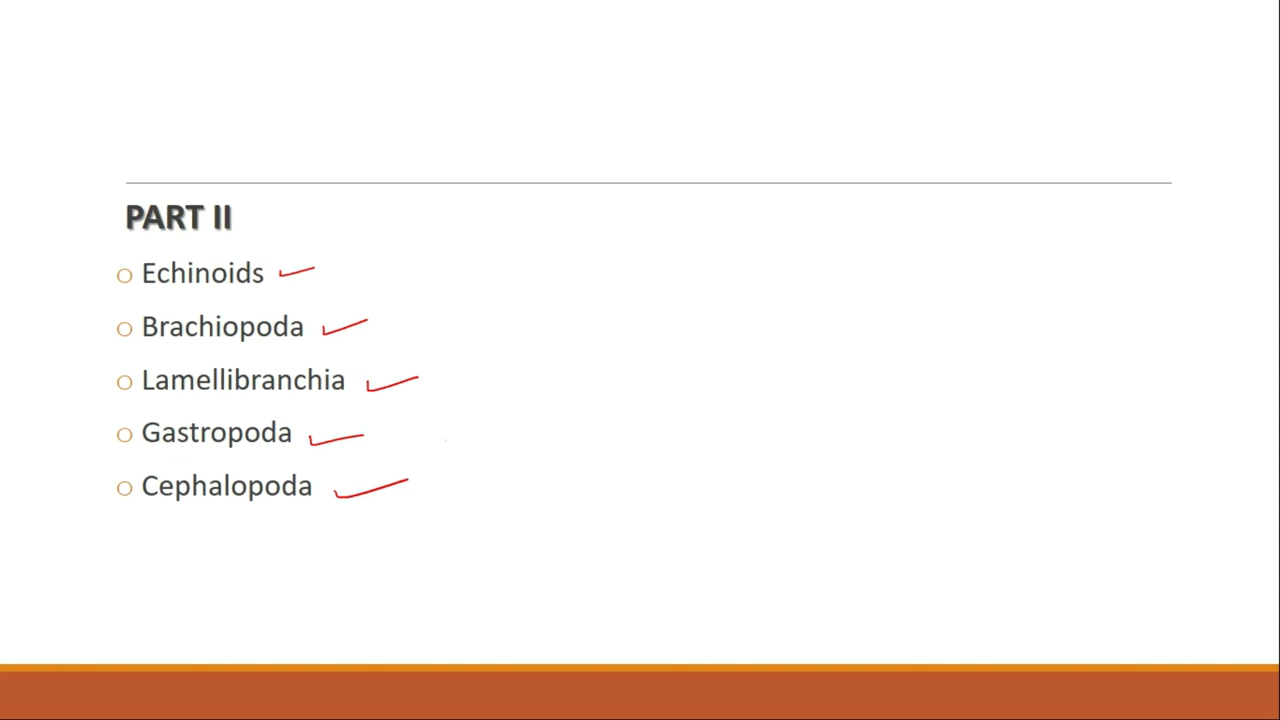 PART II
Echinoids
Brachiopoda
Lamellibranchia
Gastropoda
Cephalopoda